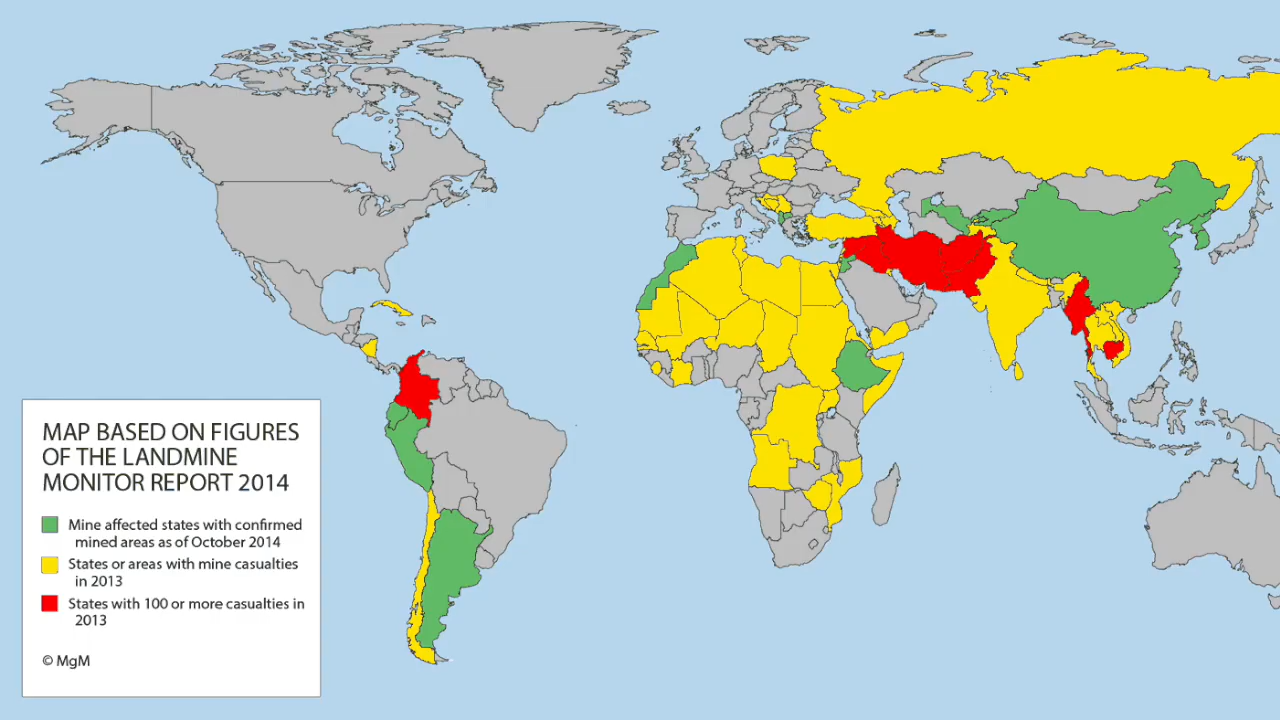 MAP BASED ON FIGURES
OF THE LANDMINE
MONITOR REPORT 2014
Mine affected states with confirmed
mined areas as of October 2014
States or areas with mine casualties
in 2013
States with 100 or more casualties in
2013
© MgM